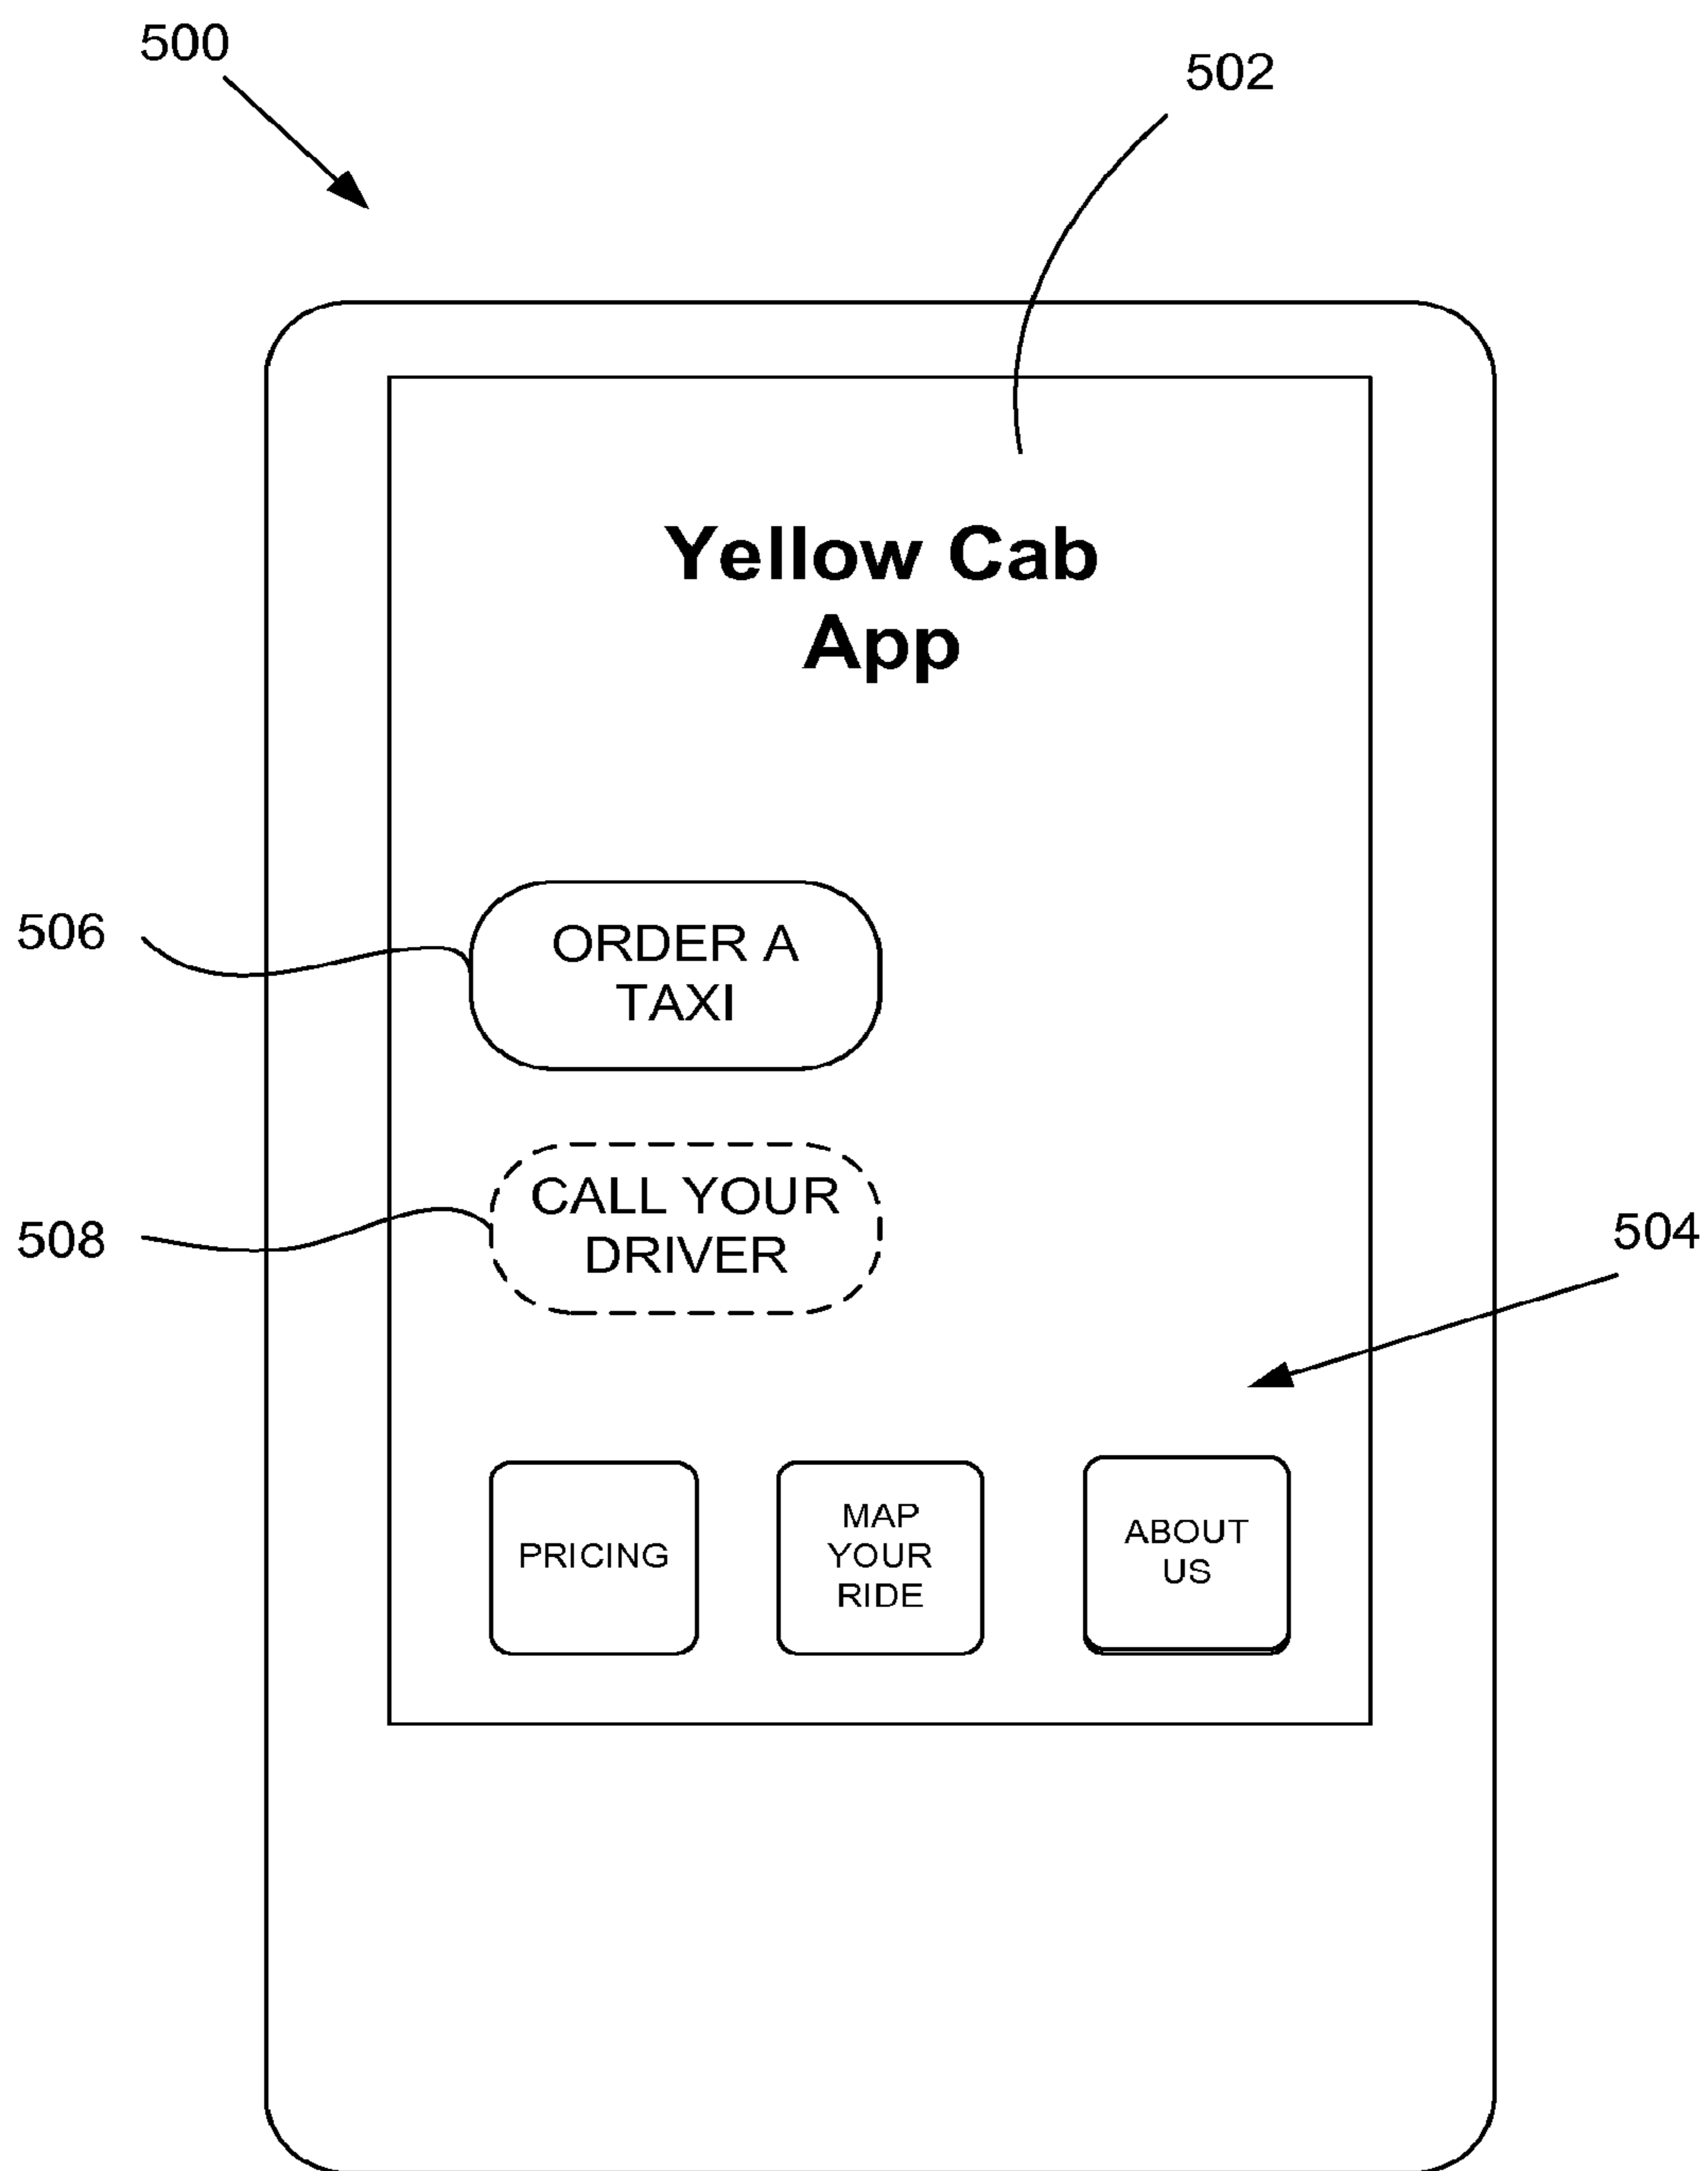 500
502
Yellow Cab
App
506
ORDER A
TAXI
508
CALL YOUR
DRIVER
504
PRICING
MAP
YOUR
RIDE
ABOUT
US